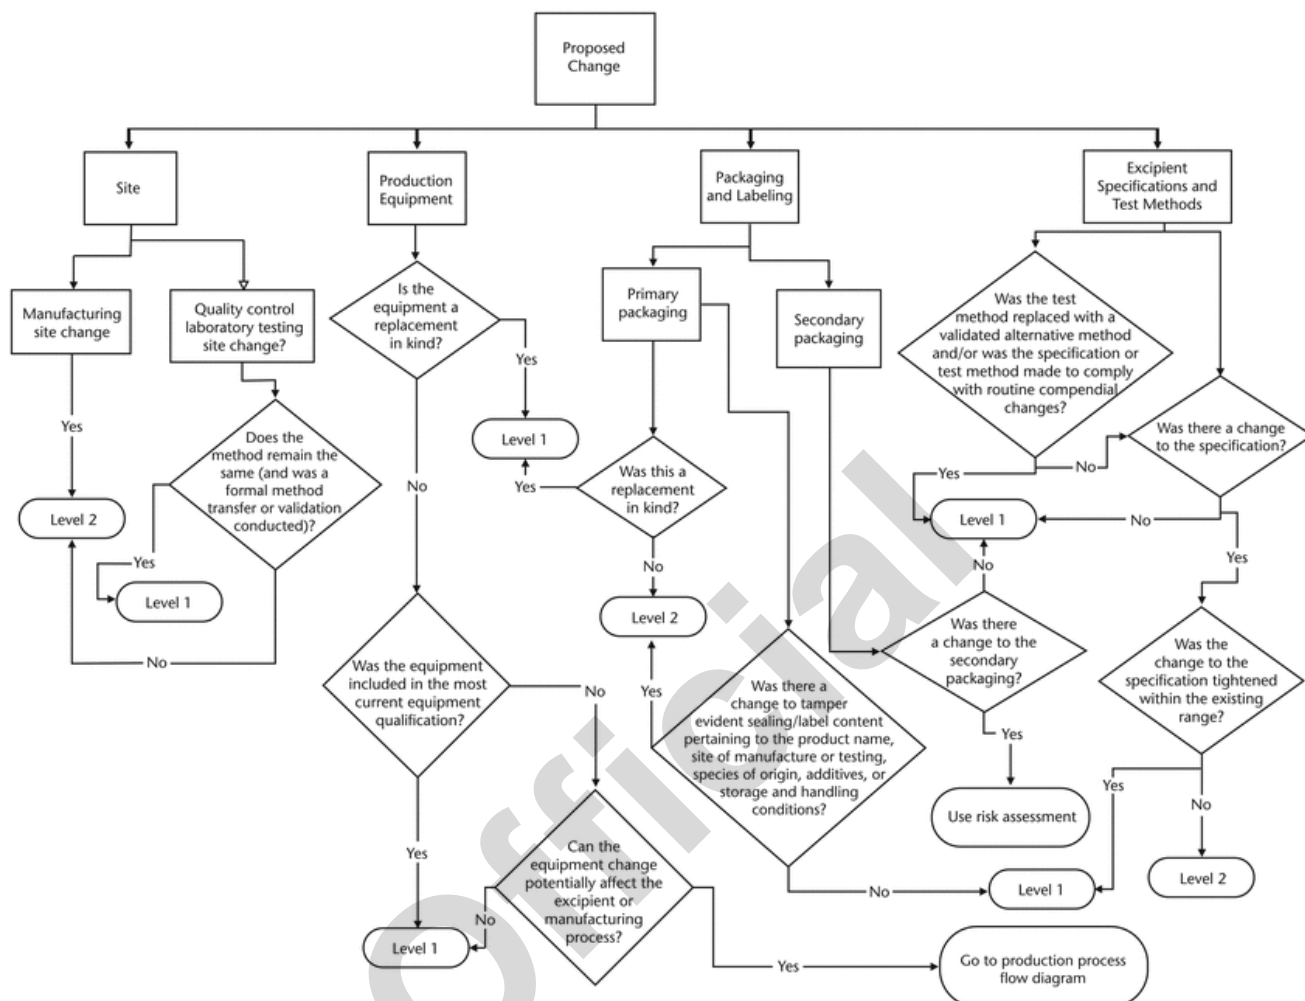 Proposed
Change
Site
Production
Equipment
Packaging
and Labeling
Excipient
Specifications and
Test Methods
Manufacturing
site change
Quality control
laboratory testing
site change?
Is the
equipment a
replacement
in kind?
Primary
packaging
Secondary
packaging
Was the test
method replaced with a
validated alternative method
and/or was the specification or
test method made to comply
with routine compendial
changes?
Yes
Yes
Does the
method remain the
same (and was a
formal method
transfer or validation
conducted)?
Level 1
Was there a change
to the specification?
No
Yes
Was this a
replacement
in kind?
Yes
No
Level 2
Level 1
No
Yes
Level 1
No
Yes
No
No
Level 2
Was there
a change to the
secondary
packaging?
Was the
change to the
specification tightened
within the existing
range?
Was the equipment
included in the most
current equipment
qualification?
No
Yes
Was there a
change to tamper
evident sealing/label content
pertaining to the product name,
site of manufacture or testing,
species of origin, additives, or
storage and handling
conditions?
Yes
Yes
No
Use risk assessment
Yes
Can the
equipment change
potentially affect the
excipient or
manufacturing
process?
No
Level 1
Level 2
No
Level 1
Yes
Go to production process
flow diagram
Official